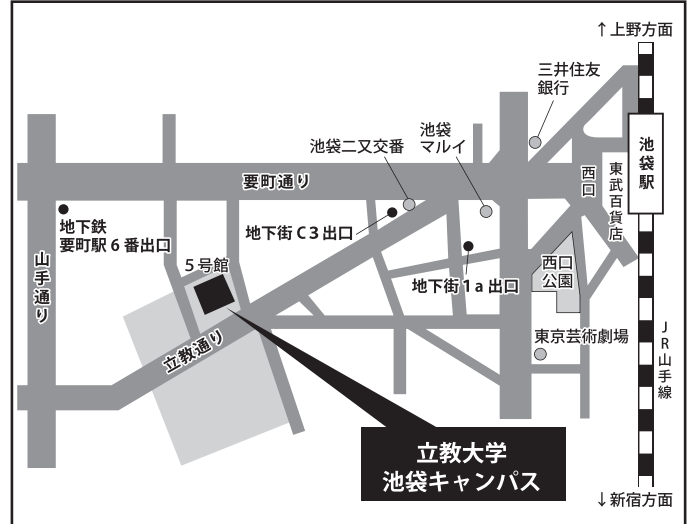 ↑上野方面
三井住友
銀行
池袋
マルイ
池袋二又交番
池袋駅
西口
東武百貨店
要町通り
地下鉄
要町駅6番出口
地下街C3出口
山手通り
5号館
地下街1a出口
西口
公園
立教通り
東京芸術劇場
JR山手線
立教大学
池袋キャンパス
↓新宿方面